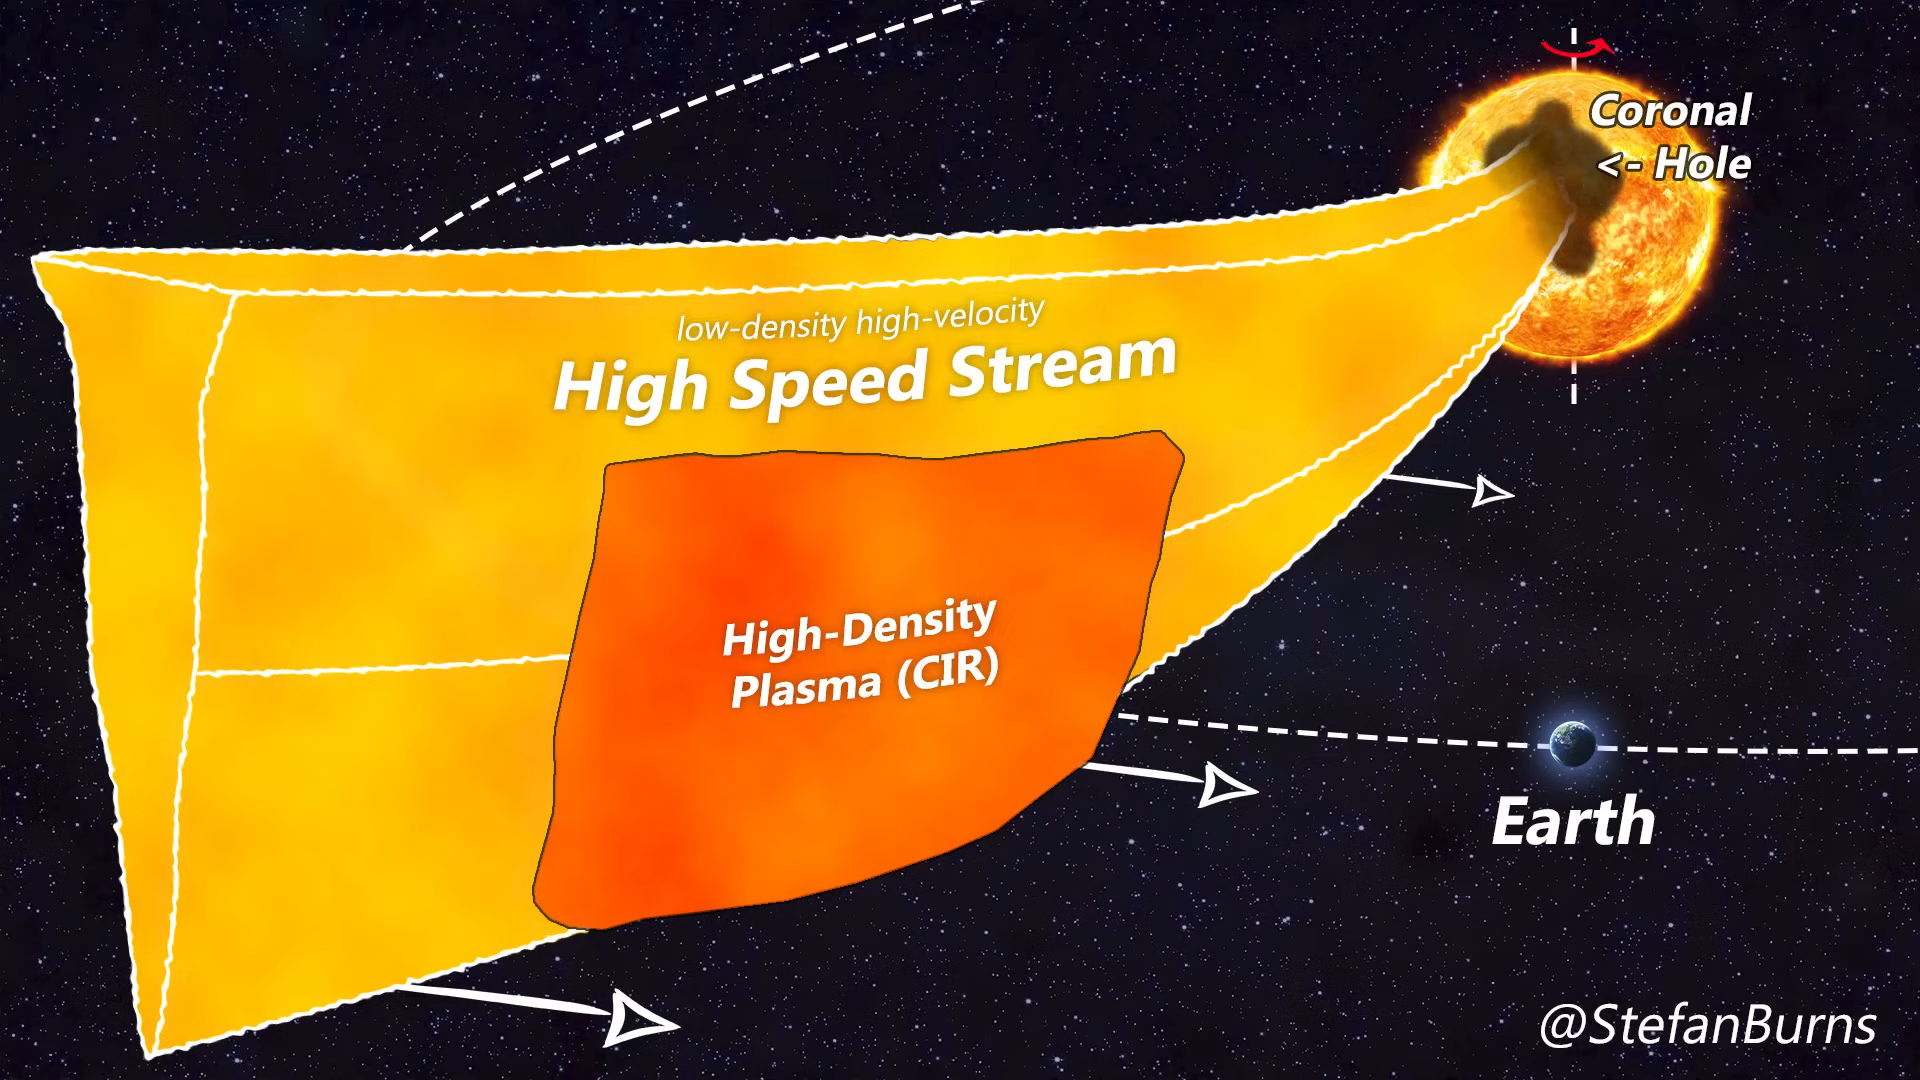 Coronal
<- Hole
low-density high-velocity
High Speed Stream
High-Density
Plasma (CIR)
Earth
@StefanBurns